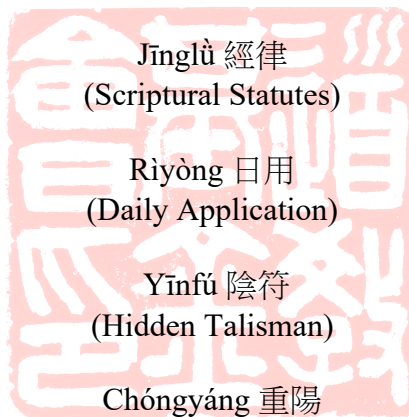 Jīnglǜ 經律
(Scriptural Statutes)
Rìyòng 日用
(Daily Application)
Yīnfú 陰符
(Hidden Talisman)
Chóngyáng 重陽